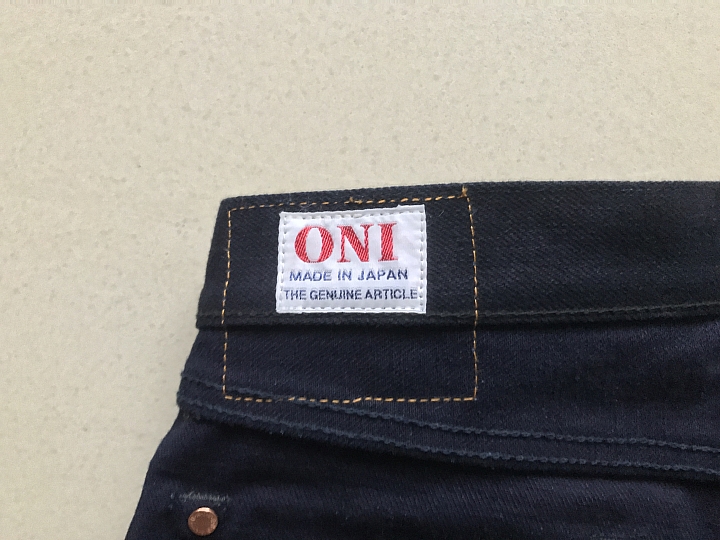 ONI
MADE IN JAPAN
THE GENUINE ARTICLE